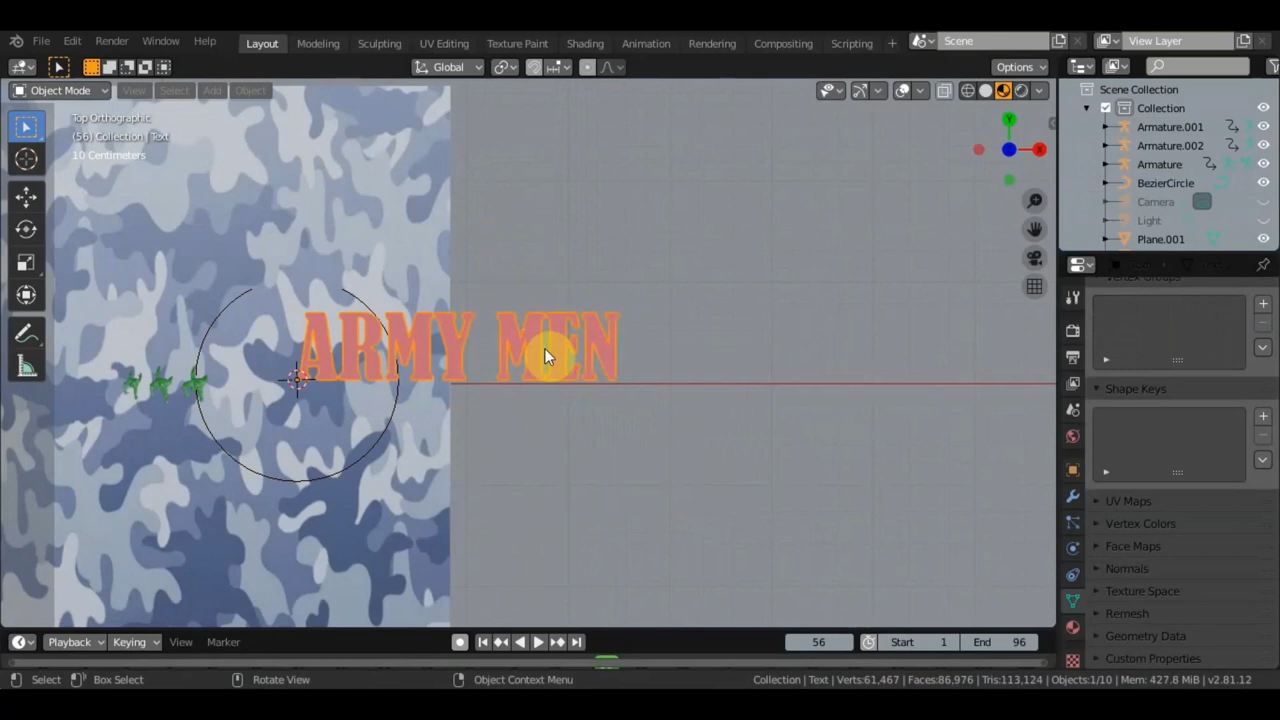 File Edit Render Window Help Layout Modeling Sculpting UV Editing Texture Paint Shading Animation Rendering Compositing Scripting + Scene View Layer
Global Options
Object Mode View Select Add Object
Scene Collection
Collection
Top Orthographic
(56) Collection | Text
10 Centimeters
Armature.001
Armature.002
Armature
BezierCircle
Camera
Light
Plane.001
Y
X
ARMY MEN
Shape Keys
UV Maps
Vertex Colors
Face Maps
Normals
Texture Space
Remesh
Geometry Data
Custom Properties
Playback Keying View Marker 56 Start 1 End 96
Select Box Select Rotate View Object Context Menu Collection | Text | Verts:61,467 | Faces:86,976 | Tris:113,124 | Objects:1/10 | Mem: 427.8 MiB | v2.81.12